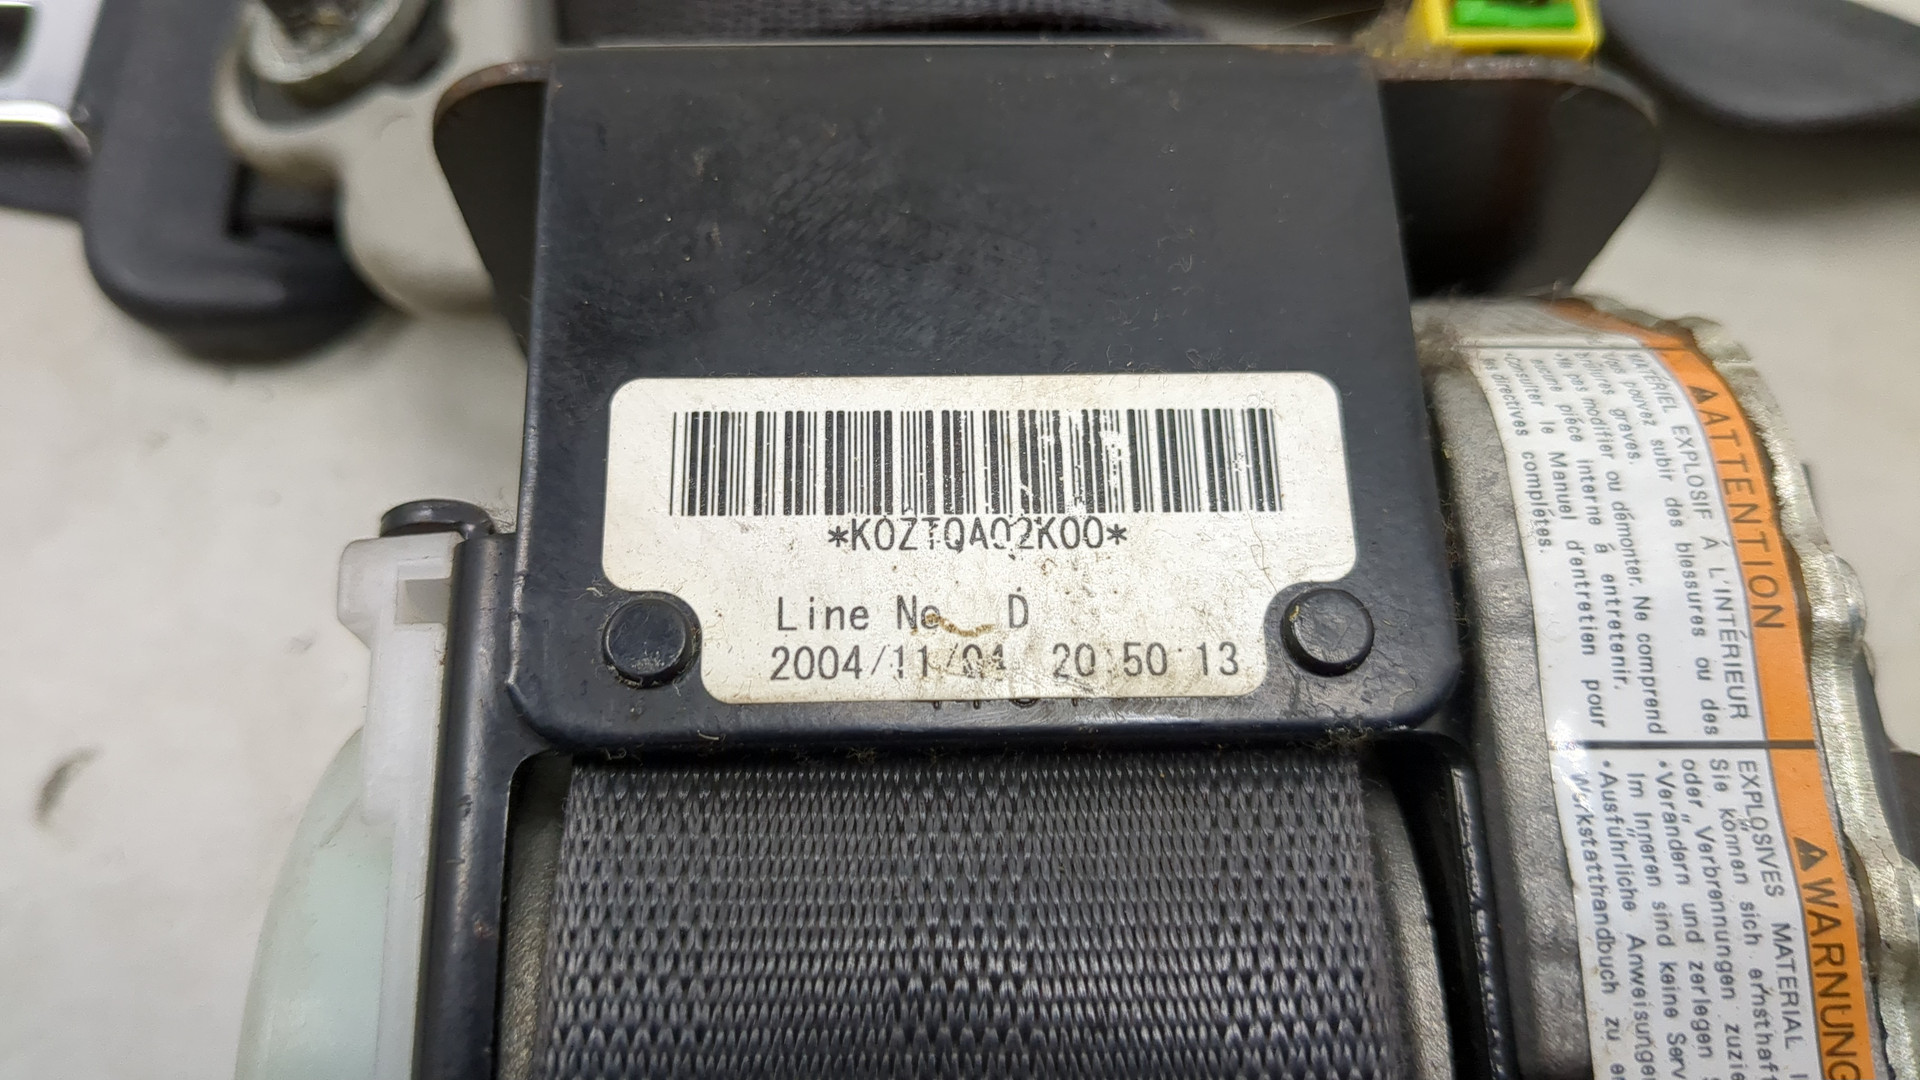 *K0ZTQA02K00*
Line No D
2004/11/01 20:50:13
⚠ATTENTION
MATÉRIEL EXPLOSIF À L'INTÉRIEUR
Vous pouvez subir des blessures ou des
brûlures graves.
•Ne pas modifier ou démonter. Ne comprend
aucune pièce interne à entretenir.
•Consulter le Manuel d'entretien pour
les directives complètes.
⚠WARNUNG
EXPLOSIVES MATERIAL
Sie können sich ernsthaft
oder Verbrennungen zuzie
•Verändern und zerlegen S
Im Inneren sind keine Serv
•Ausführliche Anweisungen
Werkstatthandbuch zu